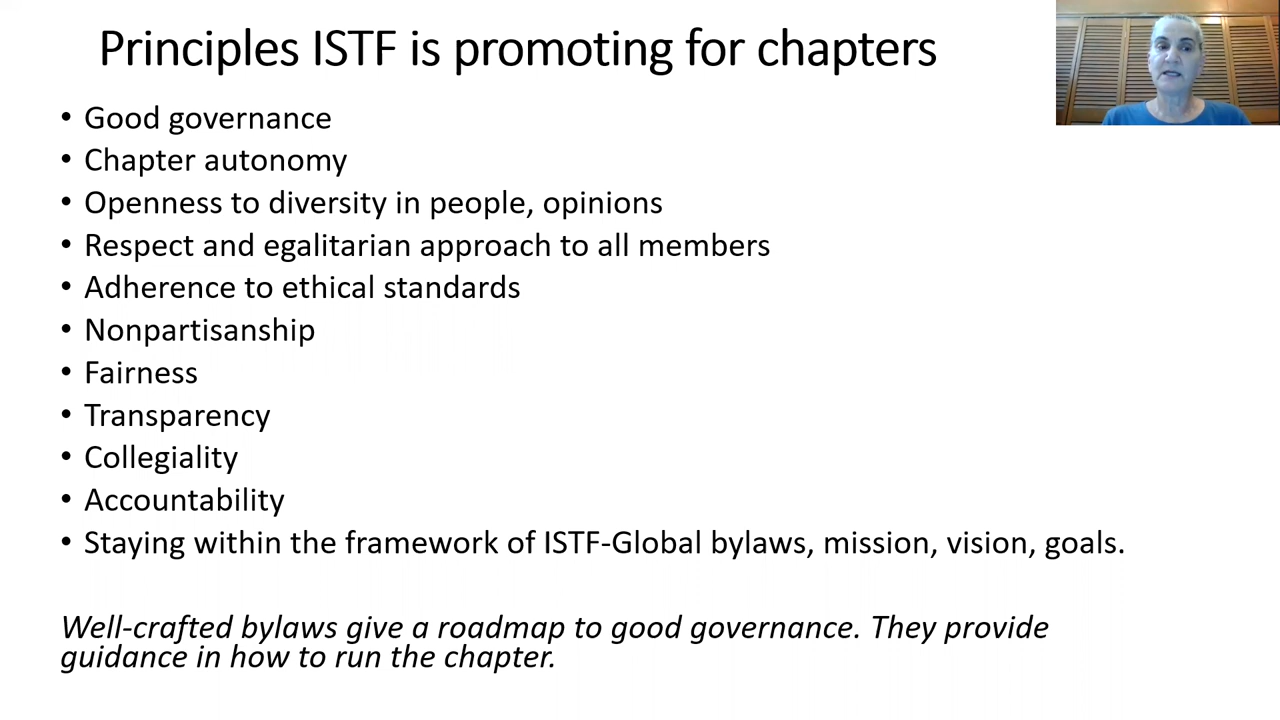 Principles ISTF is promoting for chapters
• Good governance
• Chapter autonomy
• Openness to diversity in people, opinions
• Respect and egalitarian approach to all members
• Adherence to ethical standards
• Nonpartisanship
• Fairness
• Transparency
• Collegiality
• Accountability
• Staying within the framework of ISTF-Global bylaws, mission, vision, goals.
Well-crafted bylaws give a roadmap to good governance. They provide
guidance in how to run the chapter.